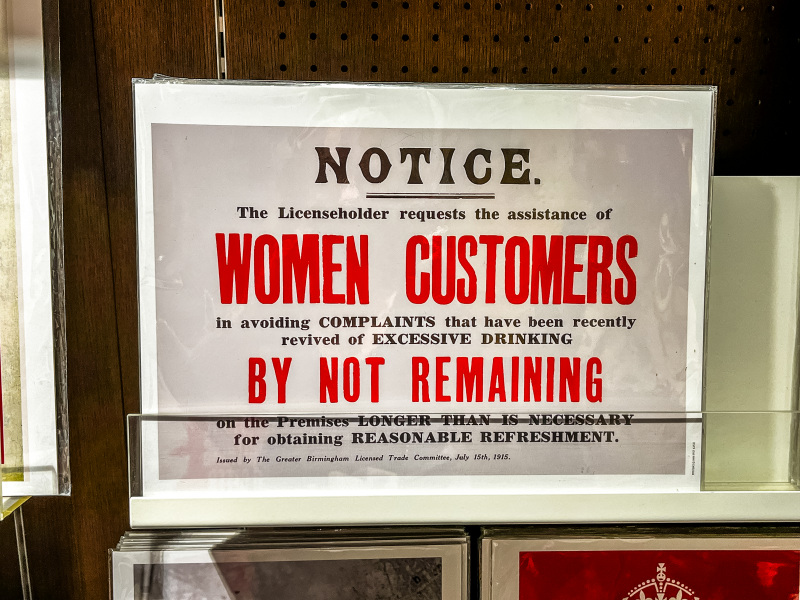 NOTICE.
The Licenseholder requests the assistance of
WOMEN CUSTOMERS
in avoiding COMPLAINTS that have been recently
revived of EXCESSIVE DRINKING
BY NOT REMAINING
on the Premises LONGER THAN IS NECESSARY
for obtaining REASONABLE REFRESHMENT.
Issued by The Greater Birmingham Licensed Trade Committee, July 15th, 1915.